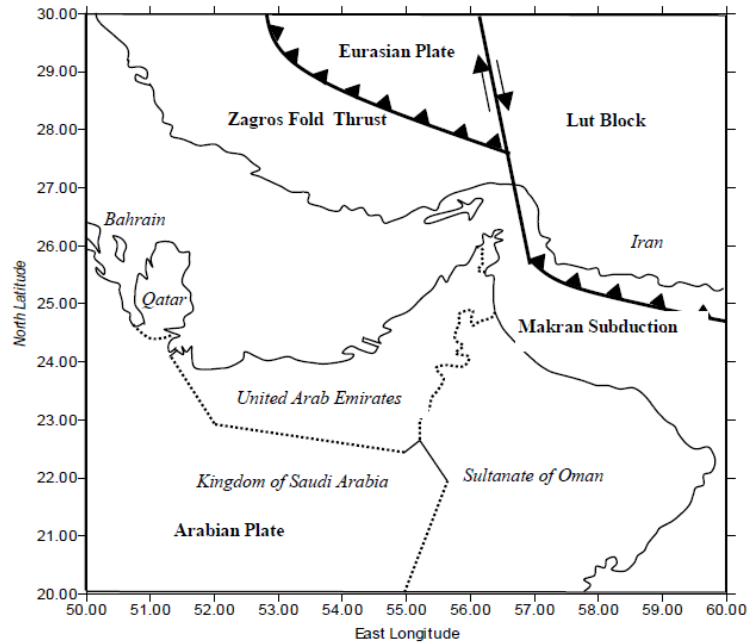 30.00
Eurasian Plate
29.00
Zagros Fold Thrust
Lut Block
28.00
27.00
Bahrain
26.00
Iran
25.00
Qatar
Makran Subduction
24.00
United Arab Emirates
23.00
22.00
Kingdom of Saudi Arabia
Sultanate of Oman
21.00
Arabian Plate
20.00
North Latitude
50.00 51.00 52.00 53.00 54.00 55.00 56.00 57.00 58.00 59.00 60.00
East Longitude